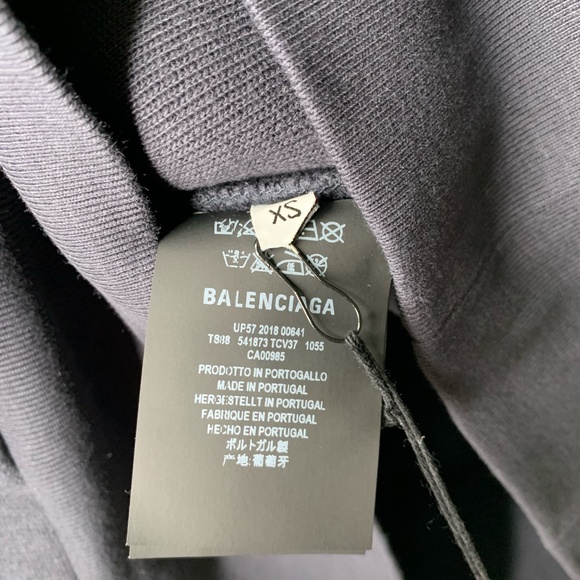 XS
BALENCIAGA
UP57 2018 00641
TS98 541873 TCV37 1055
CA00985
PRODOTTO IN PORTOGALLO
MADE IN PORTUGAL
HERGESTELLT IN PORTUGAL
FABRIQUE EN PORTUGAL
HECHO EN PORTUGAL
ポルトガル製
产地: 葡萄牙